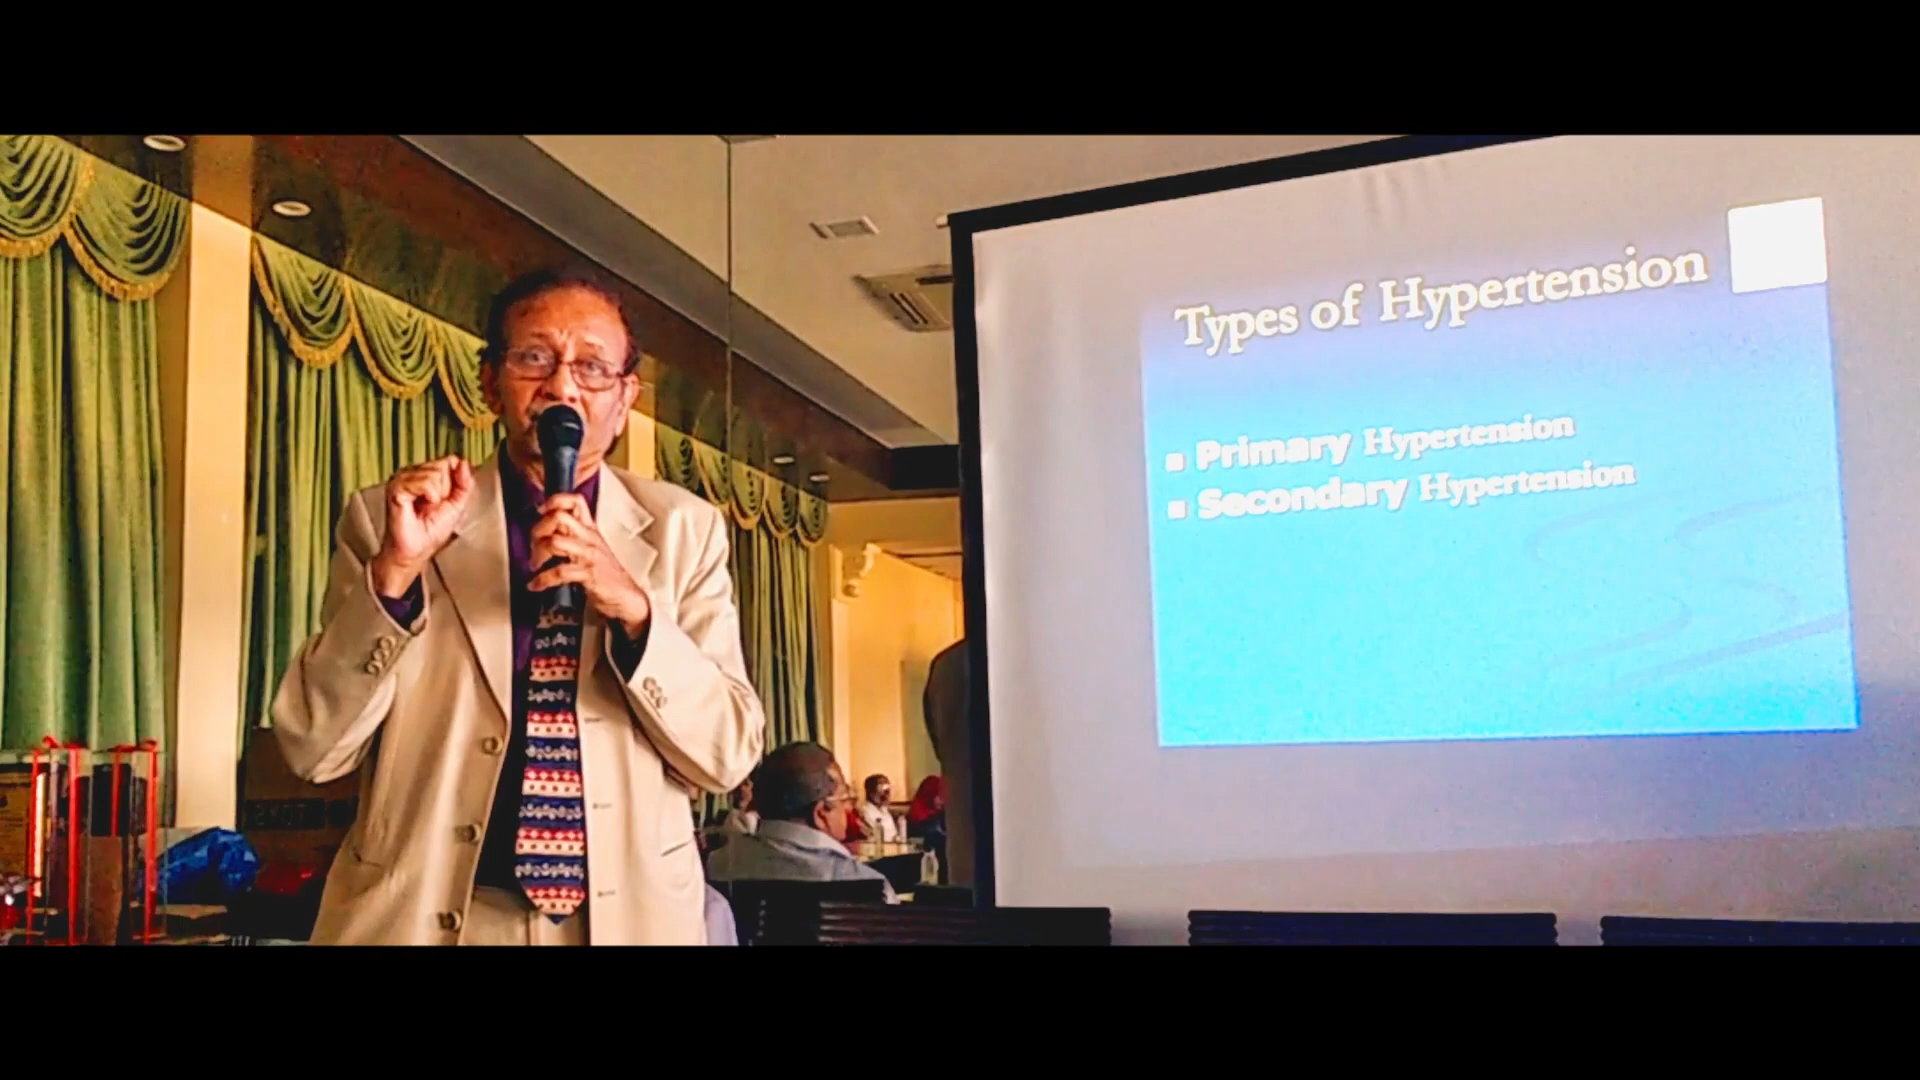 Types of Hypertension
▪ Primary Hypertension
▪ Secondary Hypertension